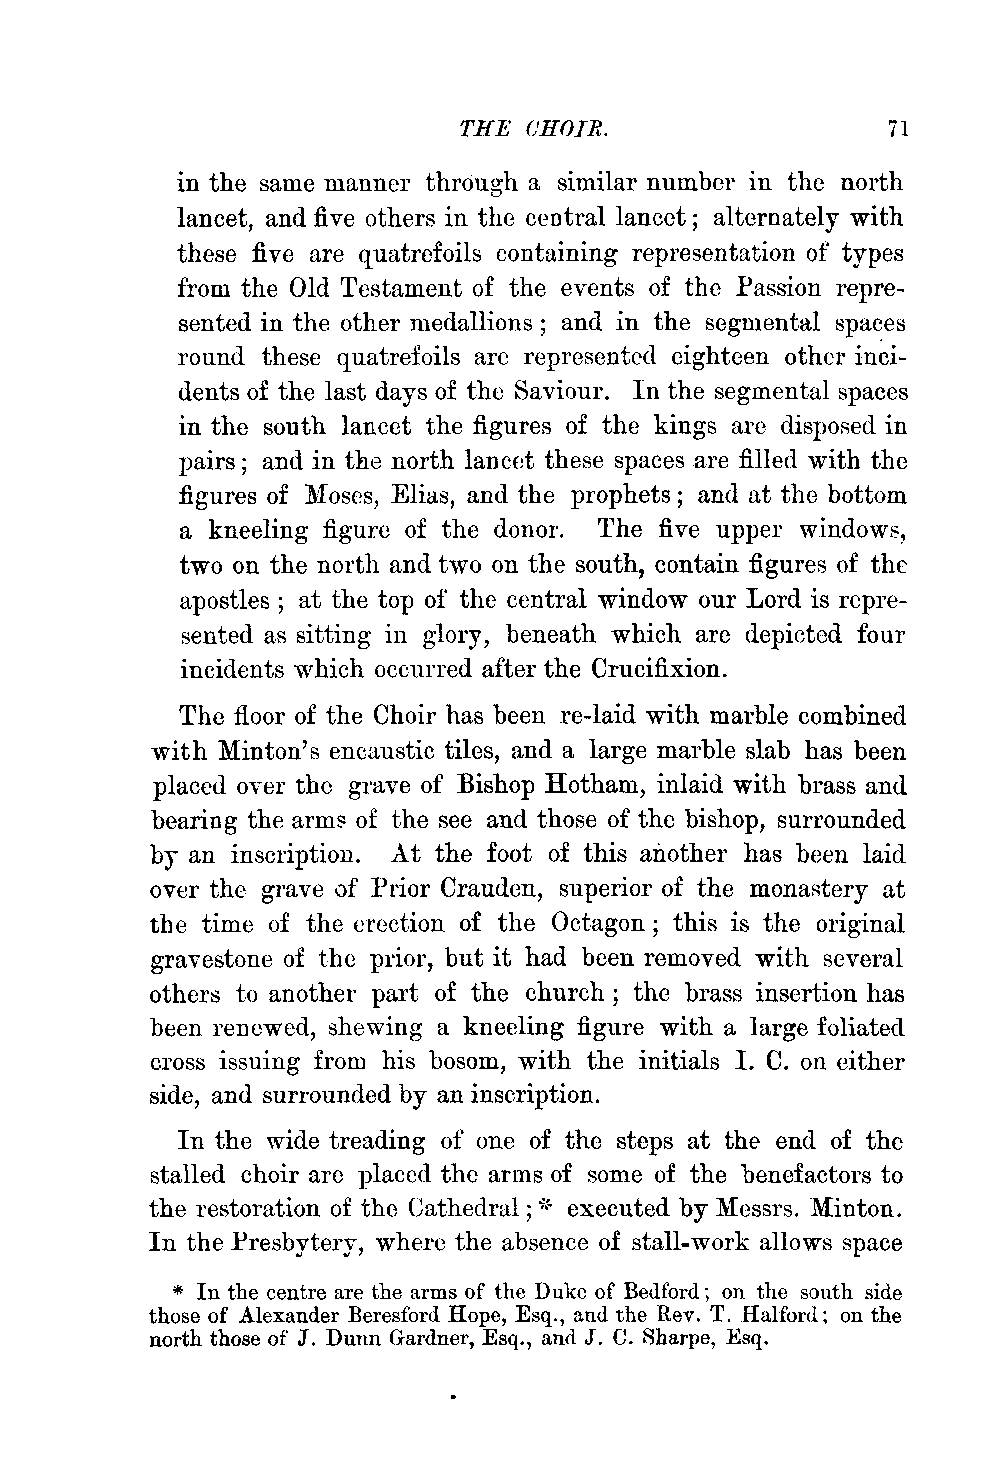 THE CHOIR. 71
in the same manner through a similar number in the north
lancet, and five others in the central lancet; alternately with
these five are quatrefoils containing representation of types
from the Old Testament of the events of the Passion repre-
sented in the other medallions; and in the segmental spaces
round these quatrefoils are represented eighteen other inci-
dents of the last days of the Saviour. In the segmental spaces
in the south lancet the figures of the kings are disposed in
pairs; and in the north lancet these spaces are filled with the
figures of Moses, Elias, and the prophets; and at the bottom
a kneeling figure of the donor. The five upper windows,
two on the north and two on the south, contain figures of the
apostles; at the top of the central window our Lord is repre-
sented as sitting in glory, beneath which are depicted four
incidents which occurred after the Crucifixion.
The floor of the Choir has been re-laid with marble combined
with Minton's encaustic tiles, and a large marble slab has been
placed over the grave of Bishop Hotham, inlaid with brass and
bearing the arms of the see and those of the bishop, surrounded
by an inscription. At the foot of this another has been laid
over the grave of Prior Crauden, superior of the monastery at
the time of the erection of the Octagon; this is the original
gravestone of the prior, but it had been removed with several
others to another part of the church; the brass insertion has
been renewed, shewing a kneeling figure with a large foliated
cross issuing from his bosom, with the initials I. C. on either
side, and surrounded by an inscription.
In the wide treading of one of the steps at the end of the
stalled choir are placed the arms of some of the benefactors to
the restoration of the Cathedral;* executed by Messrs. Minton.
In the Presbytery, where the absence of stall-work allows space
* In the centre are the arms of the Duke of Bedford; on the south side
those of Alexander Beresford Hope, Esq., and the Rev. T. Halford; on the
north those of J. Dunn Gardner, Esq., and J. C. Sharpe, Esq.